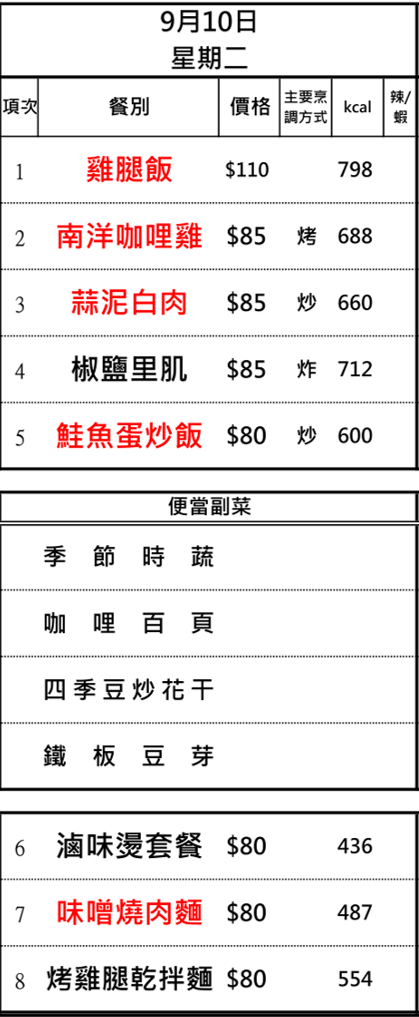 9月10日
星期二
項次 餐別 價格 主要烹調方式 kcal 辣/蝦
1 雞腿飯 $110 798
2 南洋咖哩雞 $85 烤 688
3 蒜泥白肉 $85 炒 660
4 椒鹽里肌 $85 炸 712
5 鮭魚蛋炒飯 $80 炒 600
便當副菜
季節時蔬
咖哩百頁
四季豆炒花干
鐵板豆芽
6 滷味燙套餐 $80 436
7 味噌燒肉麵 $80 487
8 烤雞腿乾拌麵 $80 554